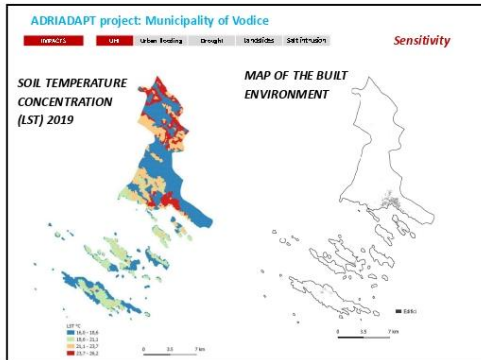 ADRIADAPT project: Municipality of Vodice
IMPACTS
UHI
Urban flooding
Drought
landslides
Salt intrusion
Sensitivity
SOIL TEMPERATURE
CONCENTRATION
(LST) 2019
MAP OF THE BUILT
ENVIRONMENT
LST °C
16,0 - 18,6
18,6 - 21,1
21,1 - 23,7
23,7 - 26,2
0 3.5 7 km
Edifici
0 3.5 7 km